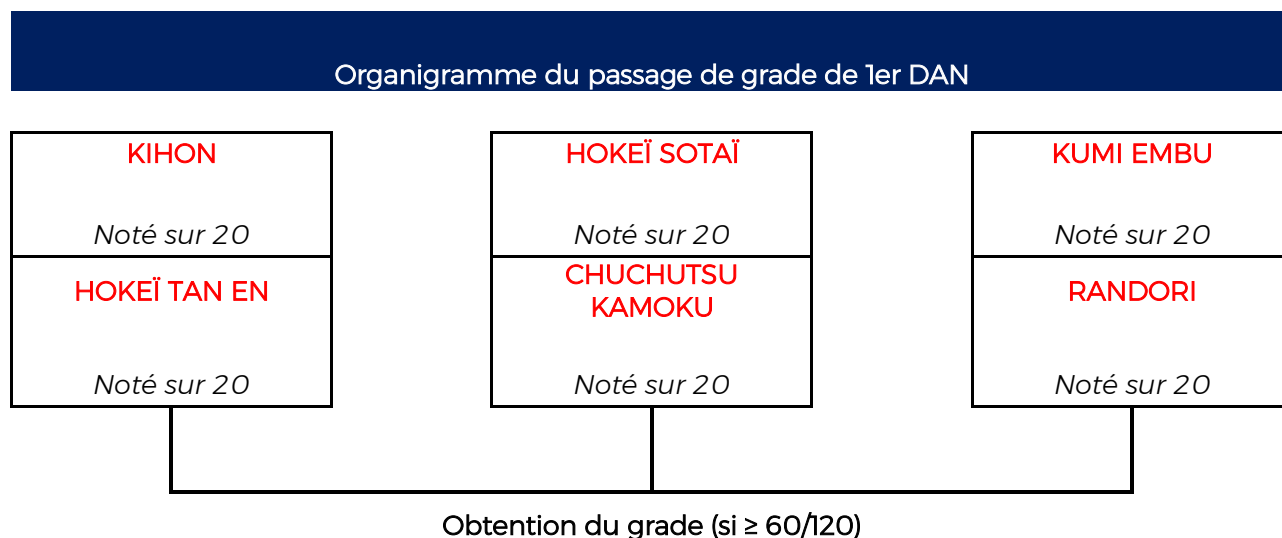 Organigramme du passage de grade de 1er DAN
KIHON
Noté sur 20
HOKEÏ TAN EN
Noté sur 20
HOKEÏ SOTAÏ
Noté sur 20
CHUCHUTSU
KAMOKU
Noté sur 20
KUMI EMBU
Noté sur 20
RANDORI
Noté sur 20
Obtention du grade (si ≥ 60/120)